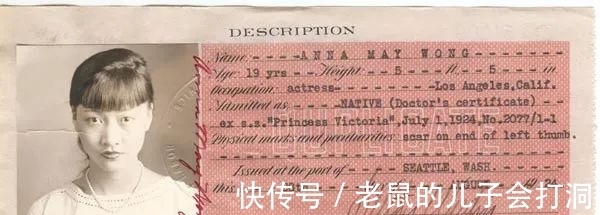 DESCRIPTION
Name ANNA MAY WONG
Age: 19 yrs Height 5 ft 5 in
Occupation: actress Los Angeles, Calif.
Admitted as NATIVE (Doctor's certificate)
ex s.s. "Princess Victoria", July 1, 1924, No. 2077/1-1
Physical marks and peculiarities: scar on end of left thumb.
Issued at the port of SEATTLE, WASH.
this
Anna May
快传号 / 老鼠的儿子会打洞